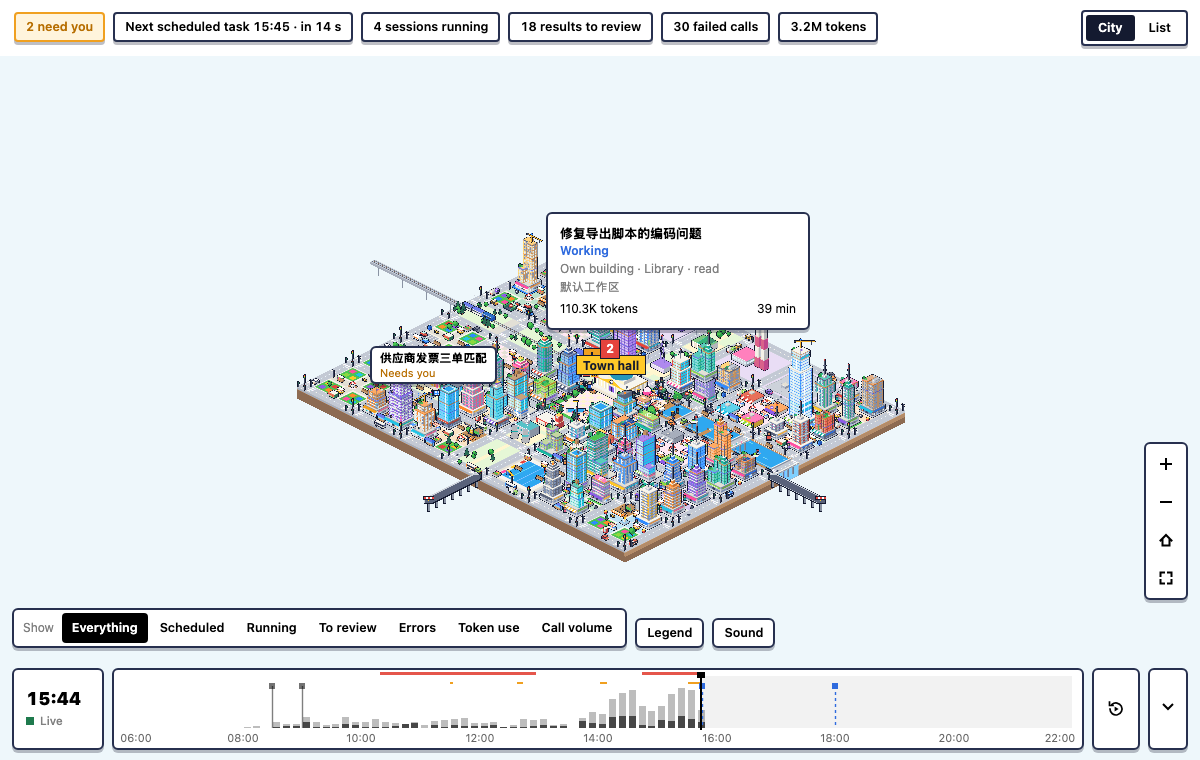 2 need you
Next scheduled task 15:45 · in 14 s
4 sessions running
18 results to review
30 failed calls
3.2M tokens
City
List
修复导出脚本的编码问题
Working
Own building · Library · read
默认工作区
110.3K tokens
39 min
2
Town hall
供应商发票三单匹配
Needs you
Show
Everything
Scheduled
Running
To review
Errors
Token use
Call volume
Legend
Sound
15:44
Live
06:00
08:00
10:00
12:00
14:00
16:00
18:00
20:00
22:00